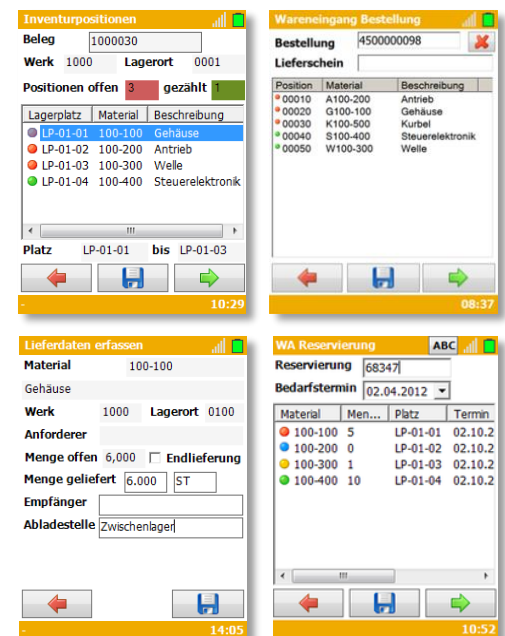 Inventurpositionen
Beleg 1000030
Werk 1000 Lagerort 0001
Positionen offen 3 gezählt 1
Lagerplatz Material Beschreibung
LP-01-01 100-100 Gehäuse
LP-01-02 100-200 Antrieb
LP-01-03 100-300 Welle
LP-01-04 100-400 Steuerelektronik
Platz LP-01-01 bis LP-01-03
- 10:29
Wareneingang Bestellung
Bestellung 4500000098
Lieferschein
Position Material Beschreibung
00010 A100-200 Antrieb
00020 G100-100 Gehäuse
00030 K100-500 Kurbel
00040 S100-400 Steuerelektronik
00050 W100-300 Welle
08:37
Lieferdaten erfassen
Material 100-100
Gehäuse
Werk 1000 Lagerort 0100
Anforderer
Menge offen 6,000 Endlieferung
Menge geliefert 6.000 ST
Empfänger
Abladestelle Zwischenlager
- 14:05
WA Reservierung ABC
Reservierung 68347
Bedarfstermin 02.04.2012
Material Men... Platz Termin
100-100 5 LP-01-01 02.10.2
100-200 0 LP-01-02 02.10.2
100-300 1 LP-01-03 02.10.2
100-400 10 LP-01-04 02.10.2
10:52